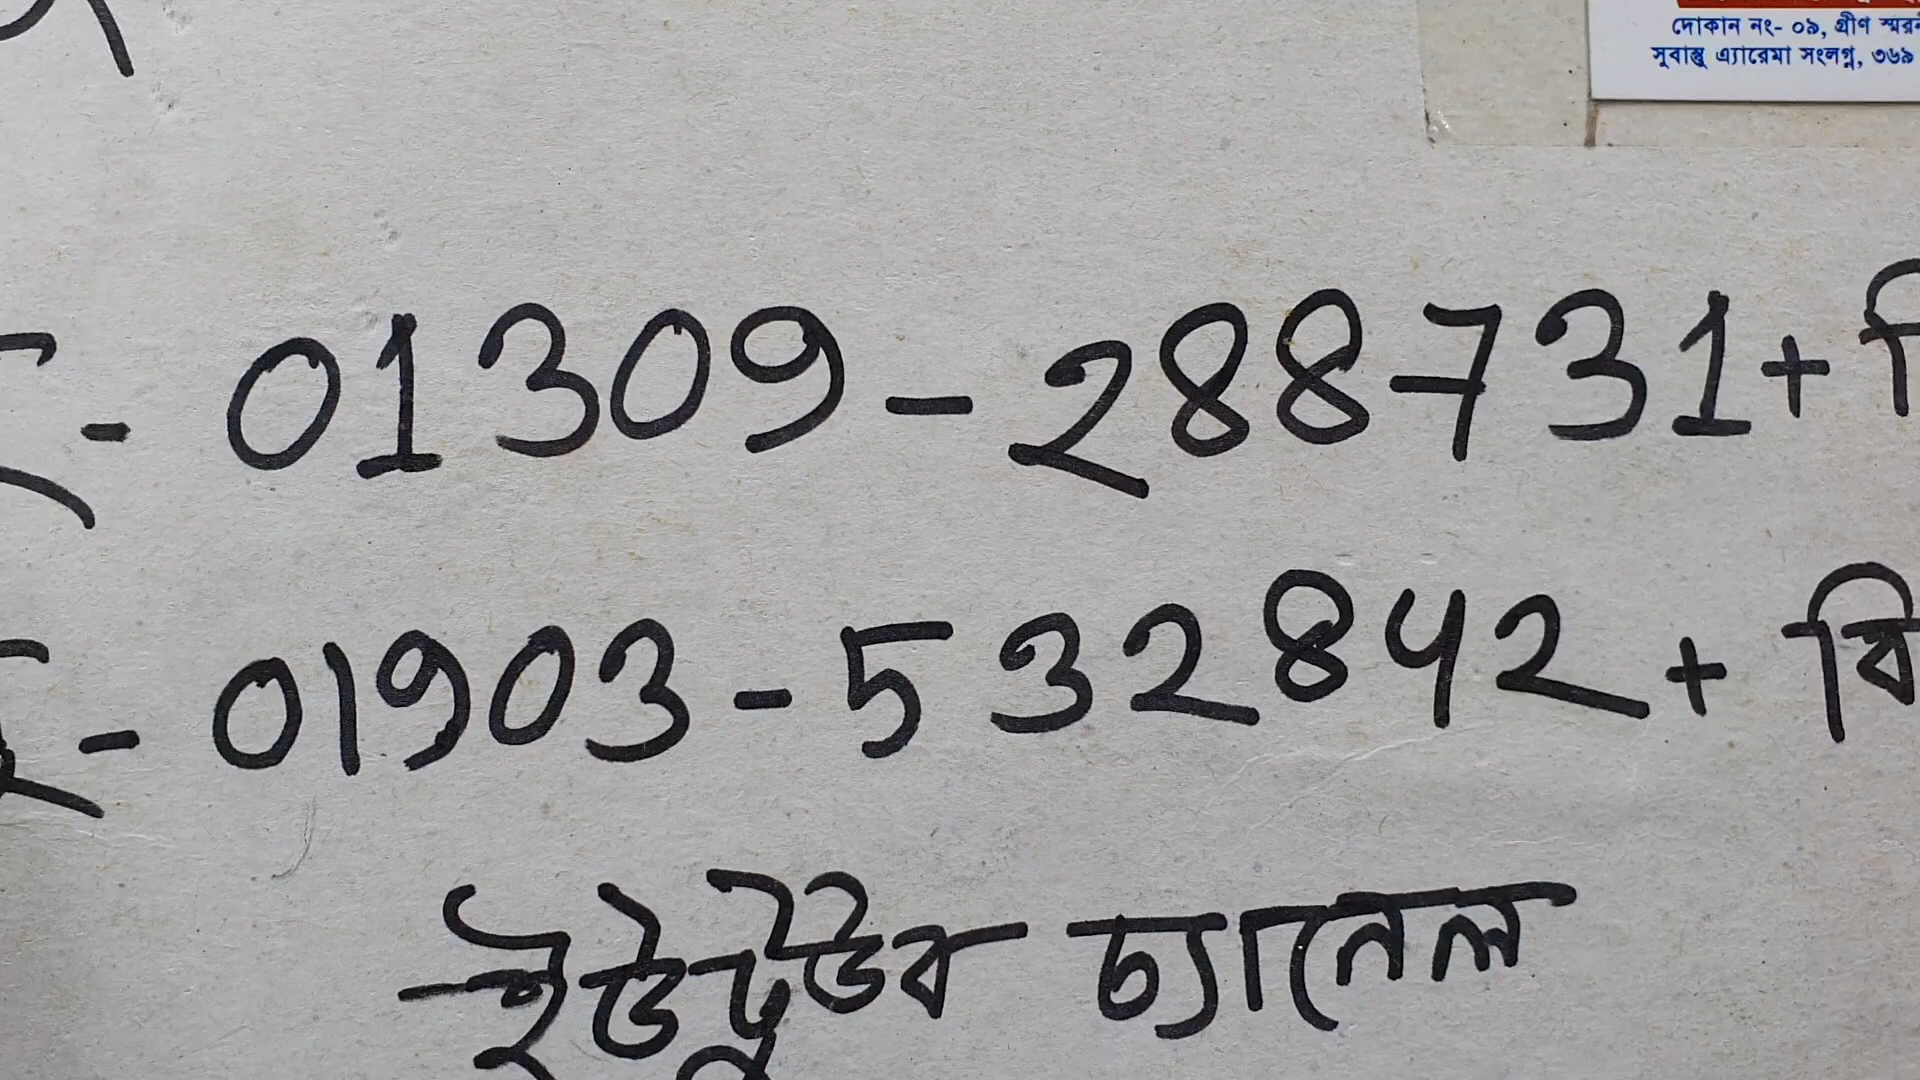 দোকান নং- ০৯, গ্রীণ
সুবাস্তু এ্যারেমা সংলগ্ন, ৩৬৯
- 01309-288731+
- 01903-532842 + বি
ইউটিউব চ্যানেল